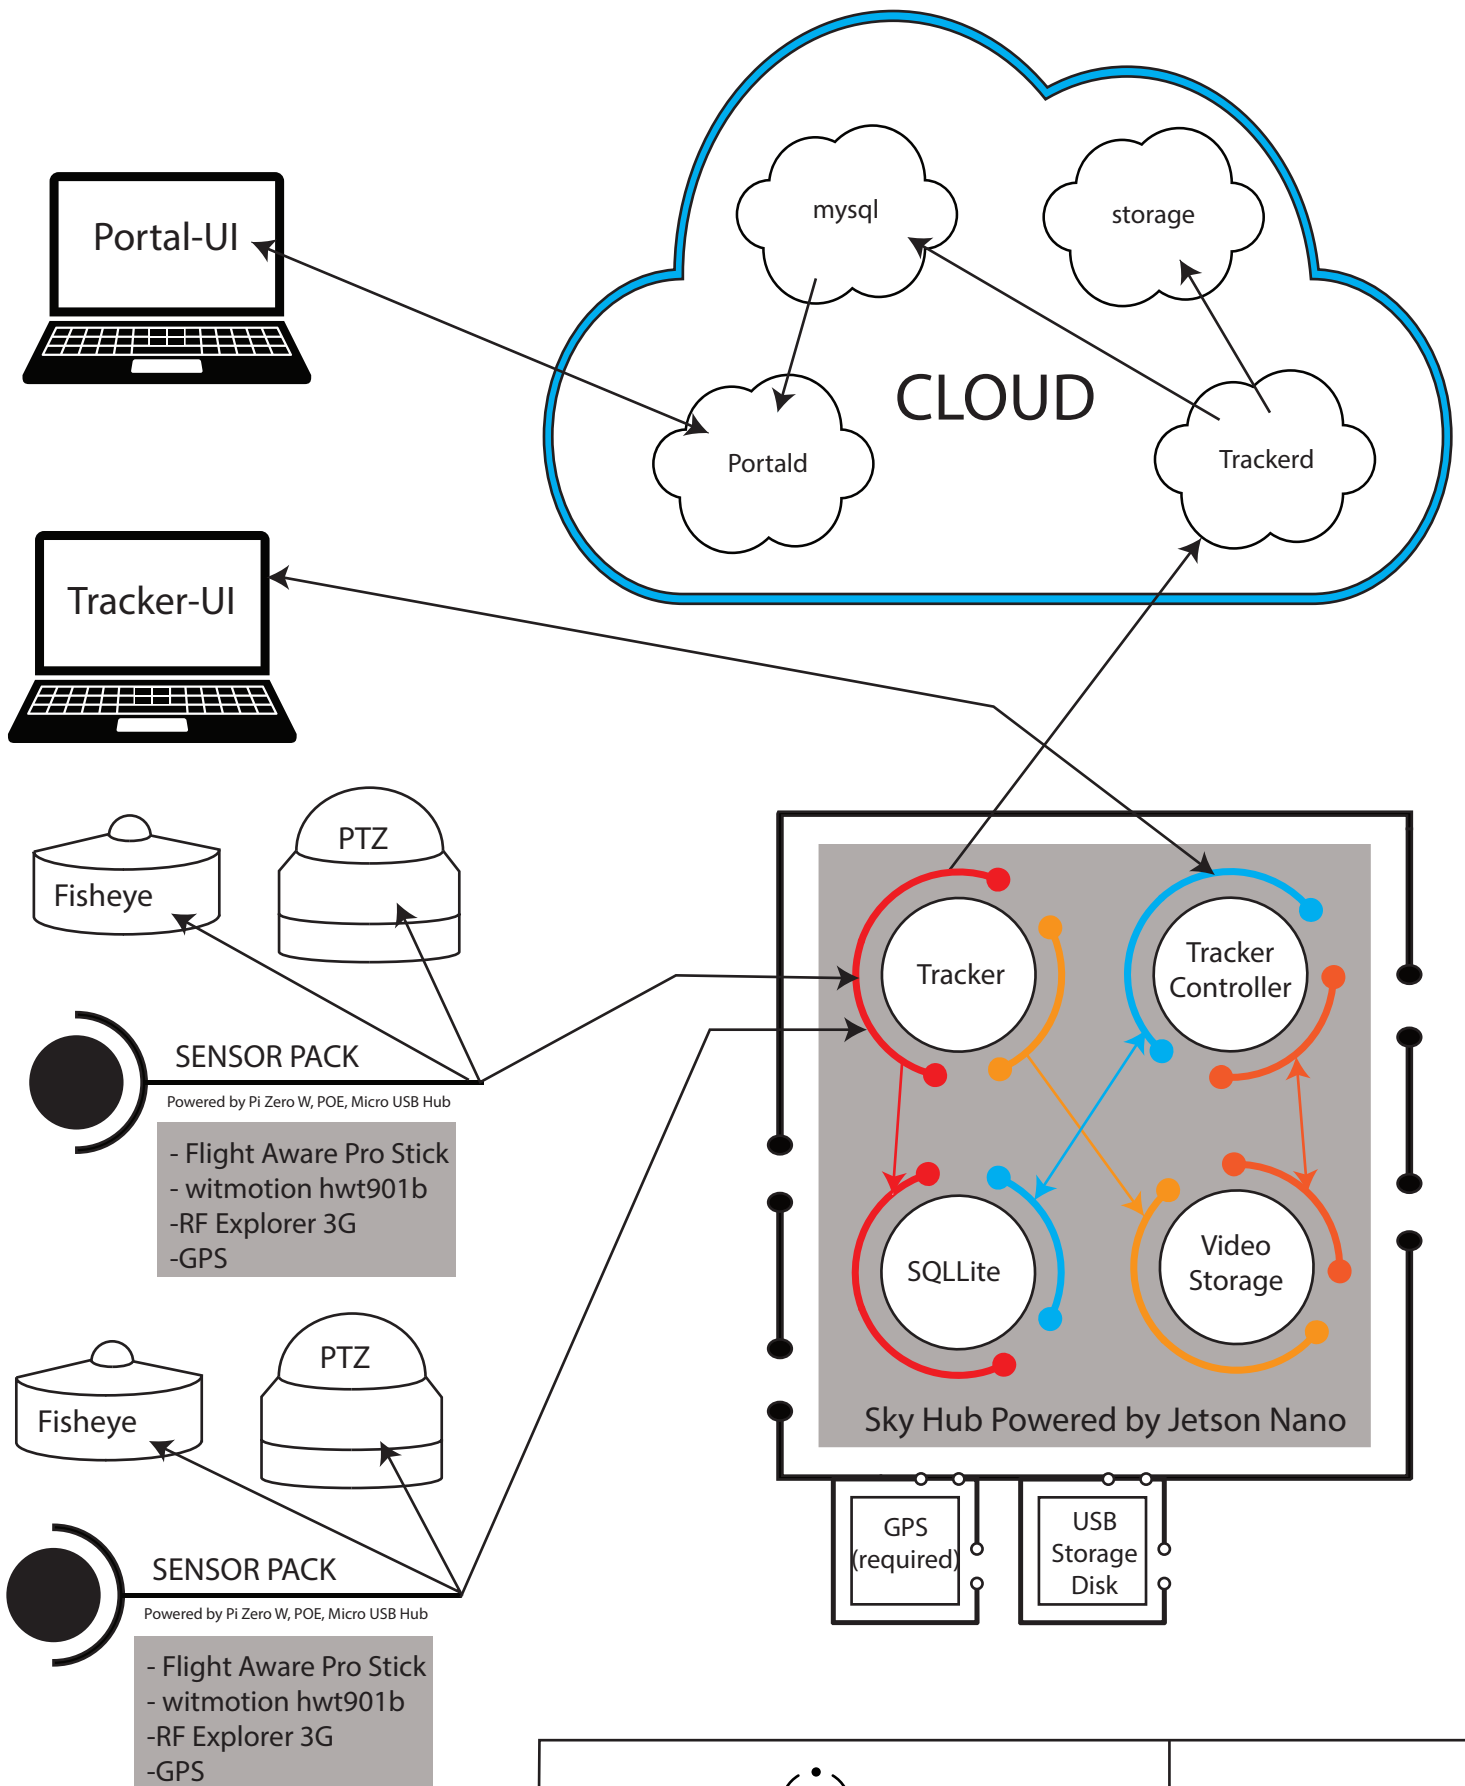 mysql
storage
Portal-UI
CLOUD
Portald
Trackerd
Tracker-UI
PTZ
Fisheye
SENSOR PACK
Powered by Pi Zero W, POE, Micro USB Hub
- Flight Aware Pro Stick
- witmotion hwt901b
-RF Explorer 3G
-GPS
Tracker
Tracker
Controller
SQLLite
Video
Storage
Sky Hub Powered by Jetson Nano
GPS
(required)
USB
Storage
Disk
PTZ
Fisheye
SENSOR PACK
Powered by Pi Zero W, POE, Micro USB Hub
- Flight Aware Pro Stick
- witmotion hwt901b
-RF Explorer 3G
-GPS